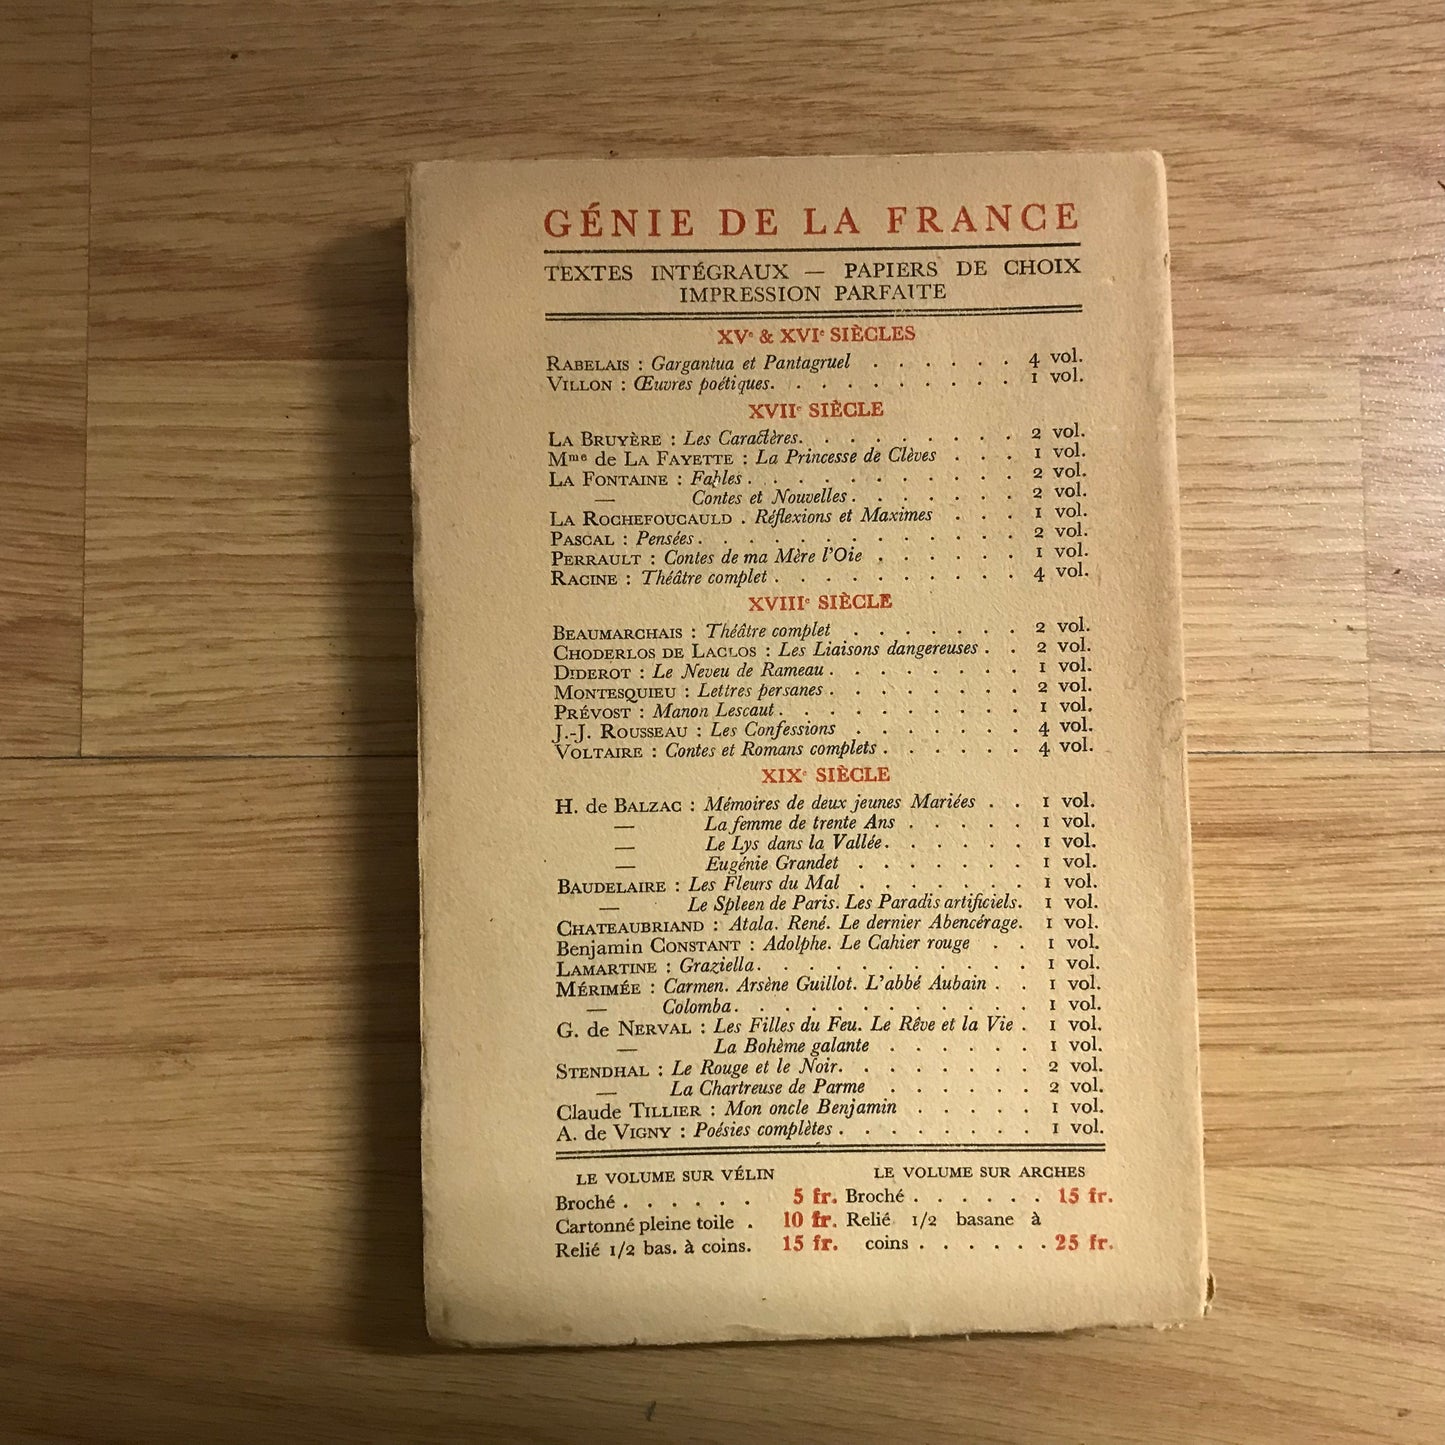 GÉNIE DE LA FRANCE
TEXTES INTÉGRAUX — PAPIERS DE CHOIX
IMPRESSION PARFAITE
XVe & XVIe SIÈCLES
RABELAIS : Gargantua et Pantagruel . . . . . . 4 vol.
VILLON : Œuvres poétiques. . . . . . . . . . 1 vol.
XVIIe SIÈCLE
LA BRUYÈRE : Les Caractères. . . . . . . . . 2 vol.
Mme de LA FAYETTE : La Princesse de Clèves . . . 1 vol.
LA FONTAINE : Fables . . . . . . . . . . . 2 vol.
— Contes et Nouvelles . . . . . . . 2 vol.
LA ROCHEFOUCAULD . Réflexions et Maximes . . . 1 vol.
PASCAL : Pensées . . . . . . . . . . . . . 2 vol.
PERRAULT : Contes de ma Mère l'Oie . . . . . . 1 vol.
RACINE : Théâtre complet . . . . . . . . . . 4 vol.
XVIIIe SIÈCLE
BEAUMARCHAIS : Théâtre complet . . . . . . . 2 vol.
CHODERLOS DE LACLOS : Les Liaisons dangereuses . . 2 vol.
DIDEROT : Le Neveu de Rameau . . . . . . . . 1 vol.
MONTESQUIEU : Lettres persanes . . . . . . . . 2 vol.
PRÉVOST : Manon Lescaut . . . . . . . . . . 1 vol.
J.-J. ROUSSEAU : Les Confessions . . . . . . . 4 vol.
VOLTAIRE : Contes et Romans complets . . . . . . 4 vol.
XIXe SIÈCLE
H. de BALZAC : Mémoires de deux jeunes Mariées . . 1 vol.
— La femme de trente Ans . . . . . 1 vol.
— Le Lys dans la Vallée. . . . . . 1 vol.
— Eugénie Grandet . . . . . . . 1 vol.
BAUDELAIRE : Les Fleurs du Mal . . . . . . . 1 vol.
— Le Spleen de Paris. Les Paradis artificiels. 1 vol.
CHATEAUBRIAND : Atala. René. Le dernier Abencérage. 1 vol.
Benjamin CONSTANT : Adolphe. Le Cahier rouge . . 1 vol.
LAMARTINE : Graziella. . . . . . . . . . . 1 vol.
MÉRIMÉE : Carmen. Arsène Guillot. L'abbé Aubain . . 1 vol.
— Colomba. . . . . . . . . . . . 1 vol.
G. de NERVAL : Les Filles du Feu. Le Rêve et la Vie . 1 vol.
— La Bohème galante . . . . . . 1 vol.
STENDHAL : Le Rouge et le Noir. . . . . . . . 2 vol.
— La Chartreuse de Parme . . . . . . 2 vol.
Claude TILLIER : Mon oncle Benjamin . . . . . 1 vol.
A. de VIGNY : Poésies complètes . . . . . . . . 1 vol.
LE VOLUME SUR VÉLIN
Broché . . . . . . 5 fr.
Cartonné pleine toile . 10 fr.
Relié 1/2 bas. à coins. 15 fr.
LE VOLUME SUR ARCHES
Broché . . . . . . 15 fr.
Relié 1/2 basane à
coins . . . . . . 25 fr.